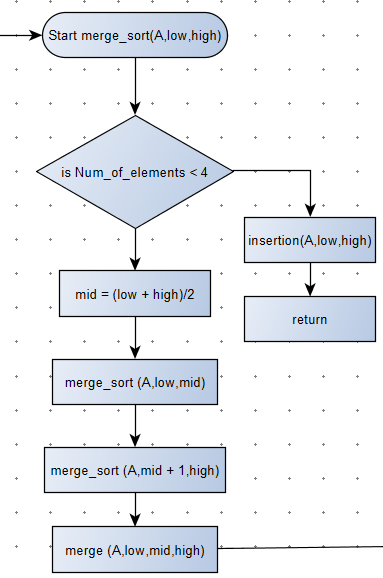 Start merge_sort(A,low,high)
is Num_of_elements < 4
insertion(A,low,high)
mid = (low + high)/2
return
merge_sort (A,low,mid)
merge_sort (A,mid + 1,high)
merge (A,low,mid,high)